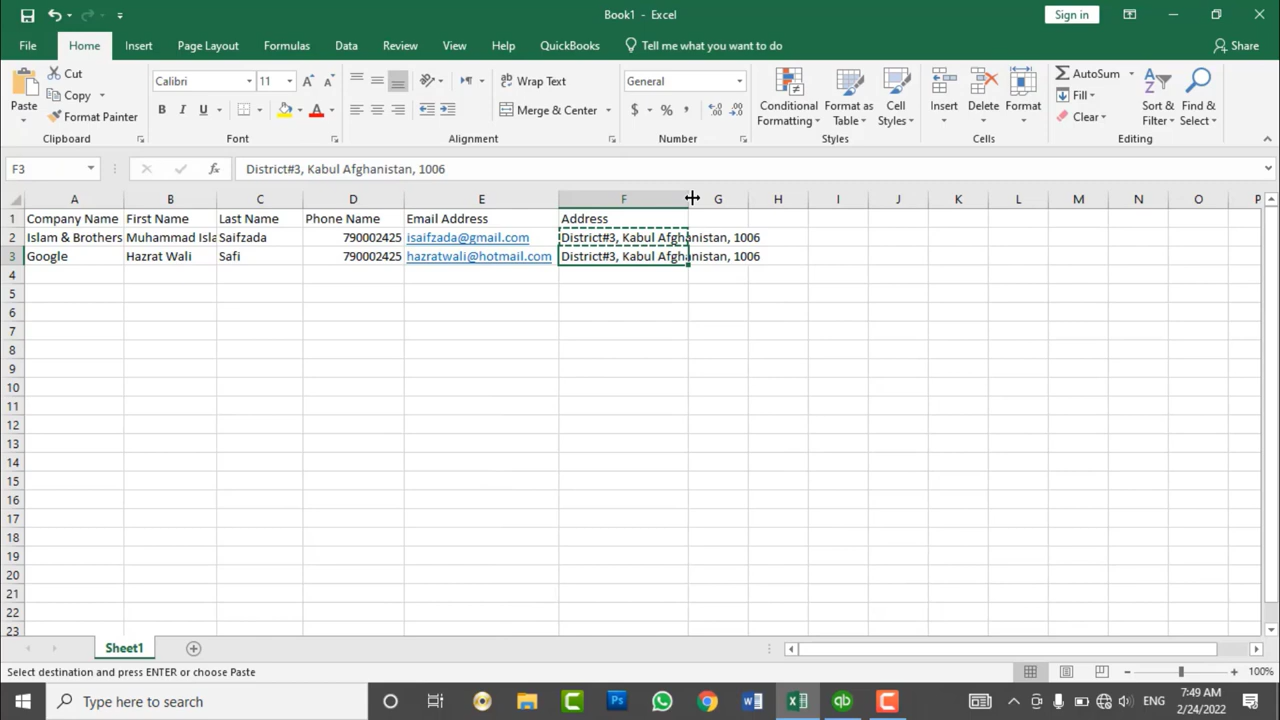 Book1 - Excel
Sign in
File Home Insert Page Layout Formulas Data Review View Help QuickBooks Tell me what you want to do Share
Paste
Cut
Copy
Format Painter
Clipboard
Calibri 11
B I U
Font
Wrap Text
Merge & Center
Alignment
General
$ % ,
Number
Conditional Formatting
Format as Table
Cell Styles
Styles
Insert Delete Format
Cells
AutoSum
Fill
Clear
Sort & Filter
Find & Select
Editing
F3 fx District#3, Kabul Afghanistan, 1006
A B C D E F G H I J K L M N O P
1 Company Name First Name Last Name Phone Name Email Address Address
2 Islam & Brothers Muhammad Isla Saifzada 790002425 isaifzada@gmail.com District#3, Kabul Afghanistan, 1006
3 Google Hazrat Wali Safi 790002425 hazratwali@hotmail.com District#3, Kabul Afghanistan, 1006
4
5
6
7
8
9
10
11
12
13
14
15
16
17
18
19
20
21
22
23
Sheet1
Select destination and press ENTER or choose Paste 100%
Type here to search
ENG
7:49 AM
2/24/2022